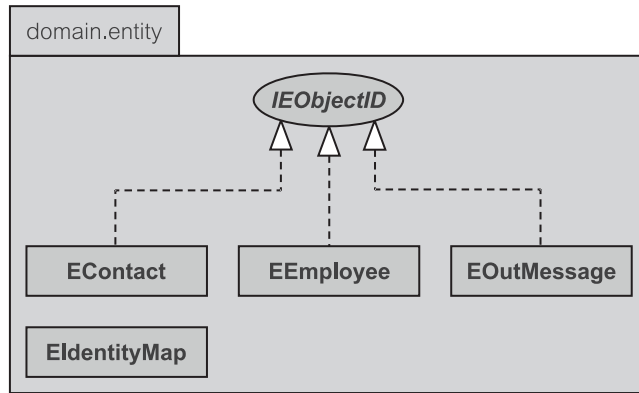 domain.entity
IEObjectID
EContact
EEmployee
EOutMessage
EIdentityMap